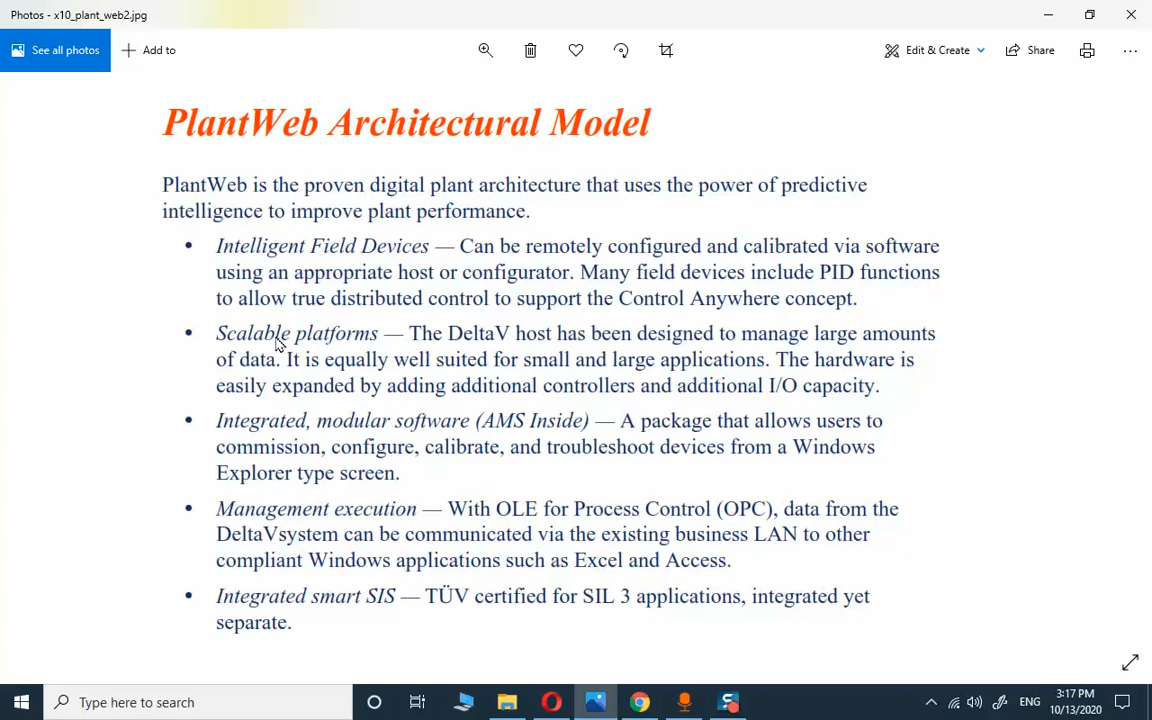 Photos - x10_plant_web2.jpg
See all photos
Add to
Edit & Create
Share
PlantWeb Architectural Model
PlantWeb is the proven digital plant architecture that uses the power of predictive
intelligence to improve plant performance.
• Intelligent Field Devices — Can be remotely configured and calibrated via software
using an appropriate host or configurator. Many field devices include PID functions
to allow true distributed control to support the Control Anywhere concept.
• Scalable platforms — The DeltaV host has been designed to manage large amounts
of data. It is equally well suited for small and large applications. The hardware is
easily expanded by adding additional controllers and additional I/O capacity.
• Integrated, modular software (AMS Inside) — A package that allows users to
commission, configure, calibrate, and troubleshoot devices from a Windows
Explorer type screen.
• Management execution — With OLE for Process Control (OPC), data from the
DeltaVsystem can be communicated via the existing business LAN to other
compliant Windows applications such as Excel and Access.
• Integrated smart SIS — TÜV certified for SIL 3 applications, integrated yet
separate.
Type here to search
ENG
3:17 PM
10/13/2020